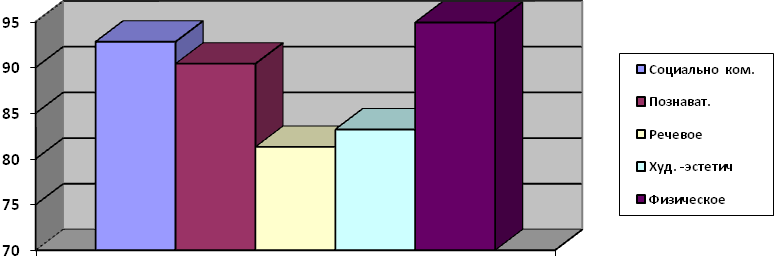 95
90
85
80
75
70
Социально ком.
Познават.
Речевое
Худ. -эстетич
Физическое